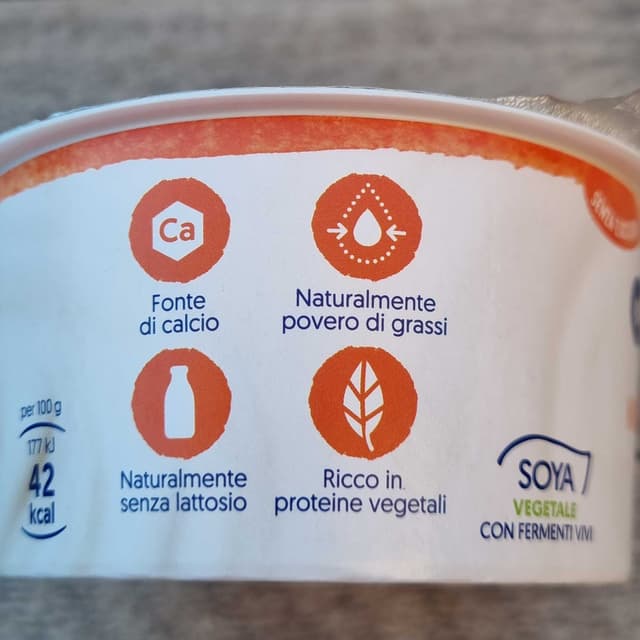 Ca
Fonte
di calcio
Naturalmente
povero di grassi
Naturalmente
senza lattosio
Ricco in
proteine vegetali
per 100 g
177 kJ
42
kcal
SOYA
VEGETALE
CON FERMENTI VIVI